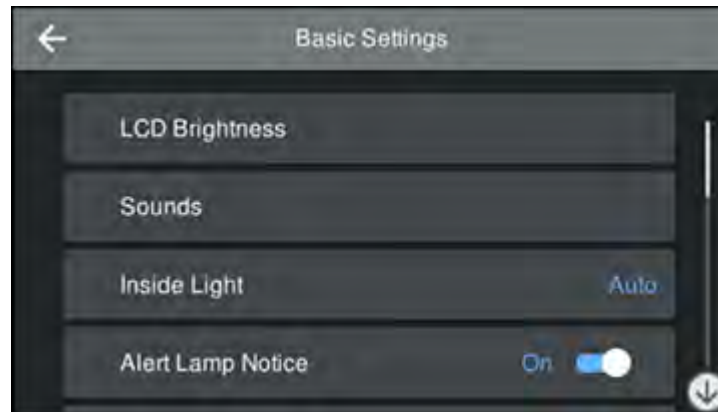 Basic Settings
LCD Brightness
Sounds
Inside Light Auto
Alert Lamp Notice On